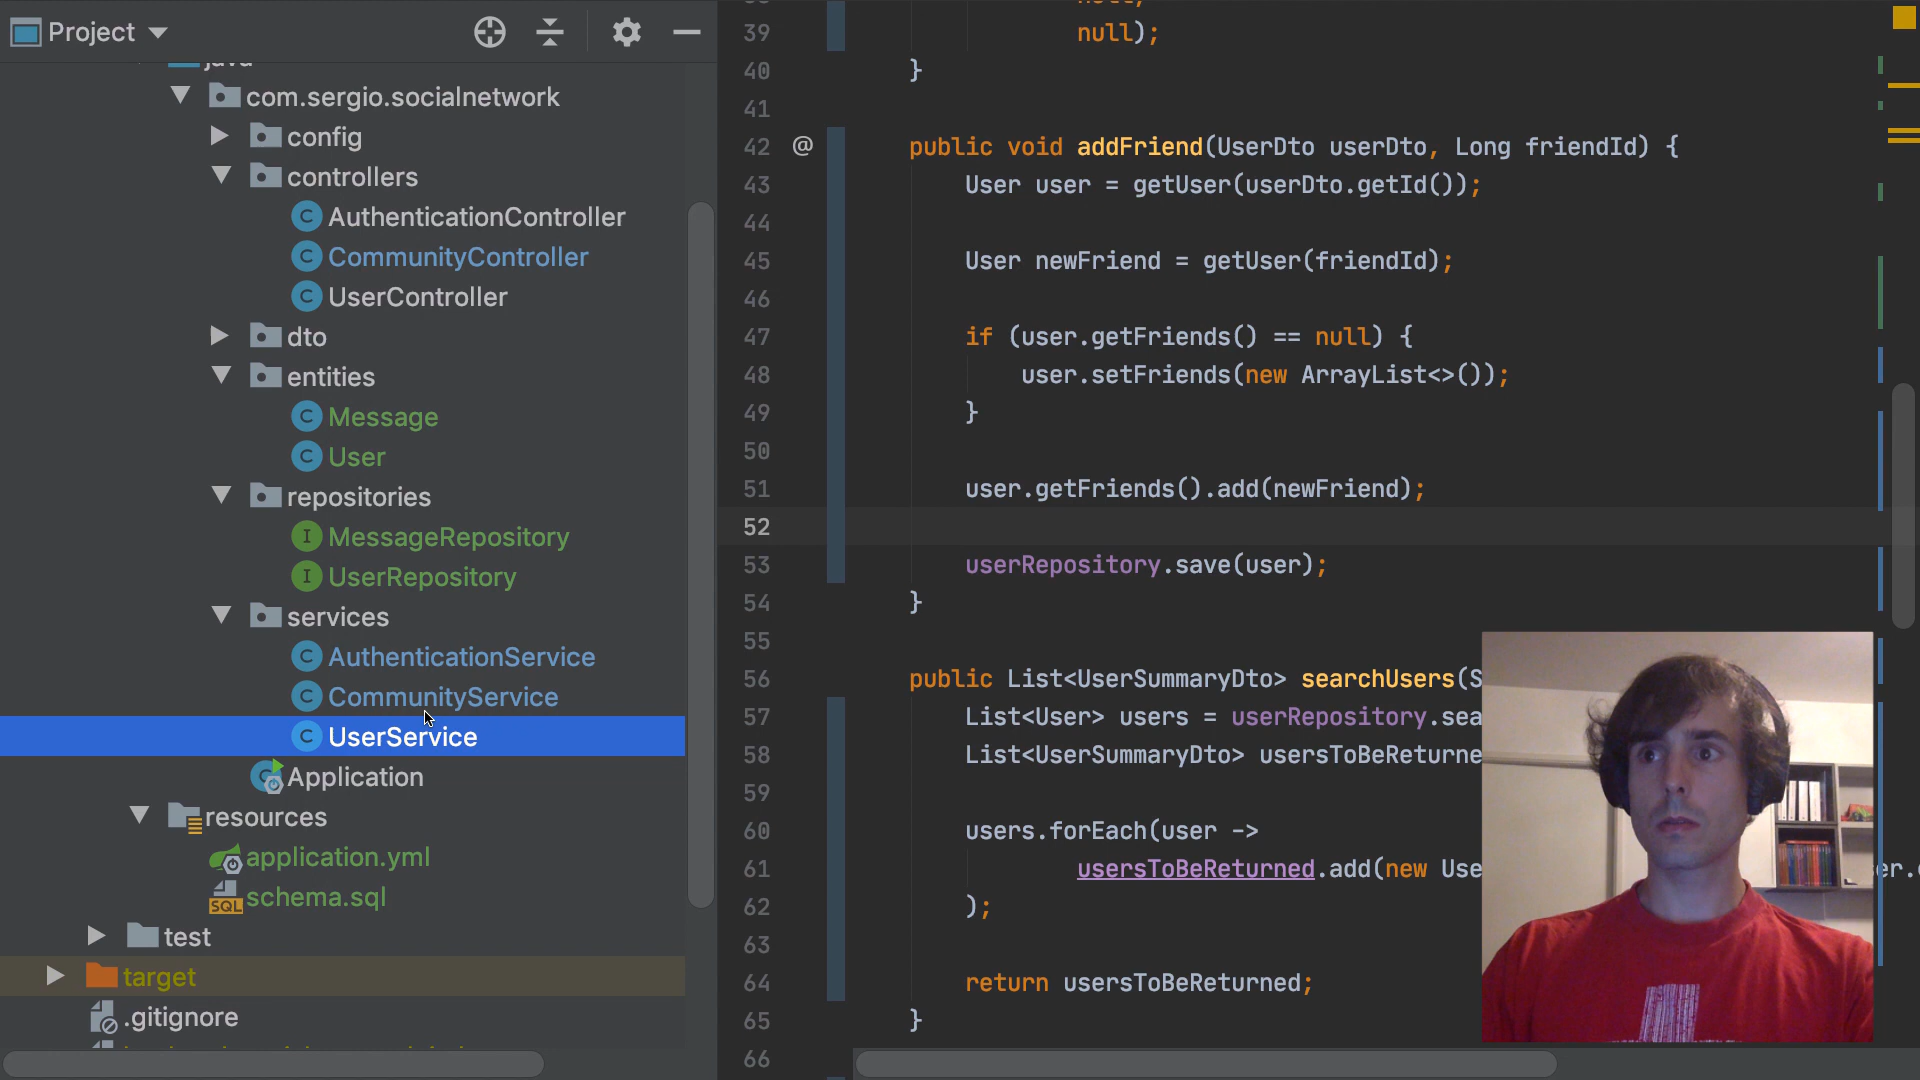 Project
java
com.sergio.socialnetwork
config
controllers
AuthenticationController
CommunityController
UserController
dto
entities
Message
User
repositories
MessageRepository
UserRepository
services
AuthenticationService
CommunityService
UserService
Application
resources
application.yml
schema.sql
test
target
.gitignore
39 null);
40 }
41
42 @ public void addFriend(UserDto userDto, Long friendId) {
43 User user = getUser(userDto.getId());
44
45 User newFriend = getUser(friendId);
46
47 if (user.getFriends() == null) {
48 user.setFriends(new ArrayList<>());
49 }
50
51 user.getFriends().add(newFriend);
52
53 userRepository.save(user);
54 }
55
56 public List<UserSummaryDto> searchUsers(S
57 List<User> users = userRepository.sea
58 List<UserSummaryDto> usersToBeReturne
59
60 users.forEach(user ->
61 usersToBeReturned.add(new Use
62 );
63
64 return usersToBeReturned;
65 }
66